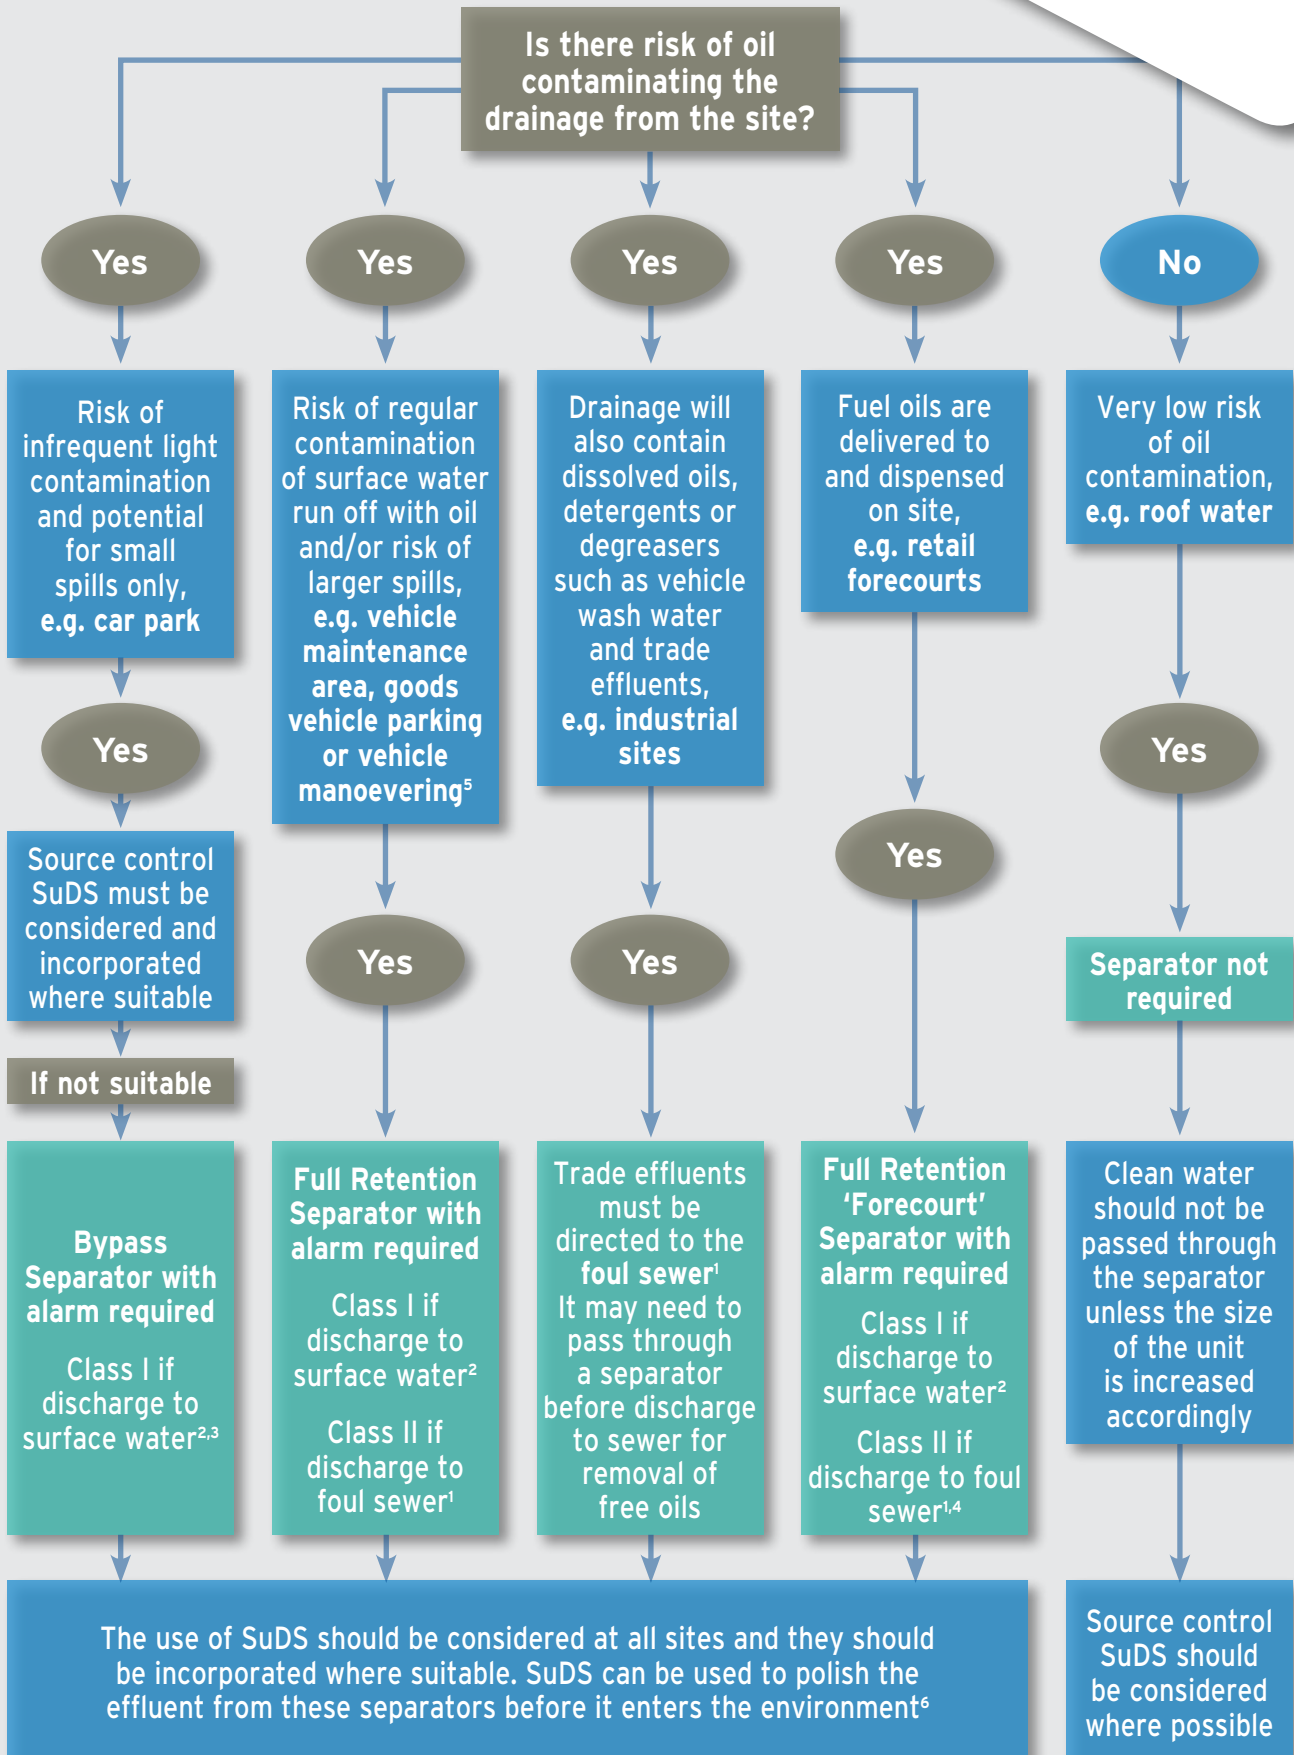 Is there risk of oil
contaminating the
drainage from the site?
Yes
Yes
Yes
Yes
No
Risk of
infrequent light
contamination
and potential
for small
spills only,
e.g. car park
Yes
Source control
SuDS must be
considered and
incorporated
where suitable
If not suitable
Bypass
Separator with
alarm required
Class I if
discharge to
surface water²,³
Risk of regular
contamination
of surface water
run off with oil
and/or risk of
larger spills,
e.g. vehicle
maintenance
area, goods
vehicle parking
or vehicle
manoevering⁵
Yes
Full Retention
Separator with
alarm required
Class I if
discharge to
surface water²
Class II if
discharge to
foul sewer¹
Drainage will
also contain
dissolved oils,
detergents or
degreasers
such as vehicle
wash water
and trade
effluents,
e.g. industrial
sites
Yes
Trade effluents
must be
directed to the
foul sewer¹
It may need to
pass through
a separator
before discharge
to sewer for
removal of
free oils
Fuel oils are
delivered to
and dispensed
on site,
e.g. retail
forecourts
Yes
Full Retention
‘Forecourt’
Separator with
alarm required
Class I if
discharge to
surface water²
Class II if
discharge to foul
sewer¹,⁴
Very low risk
of oil
contamination,
e.g. roof water
Yes
Separator not
required
Clean water
should not be
passed through
the separator
unless the size
of the unit
is increased
accordingly
The use of SuDS should be considered at all sites and they should
be incorporated where suitable. SuDS can be used to polish the
effluent from these separators before it enters the environment⁶
Source control
SuDS should
be considered
where possible